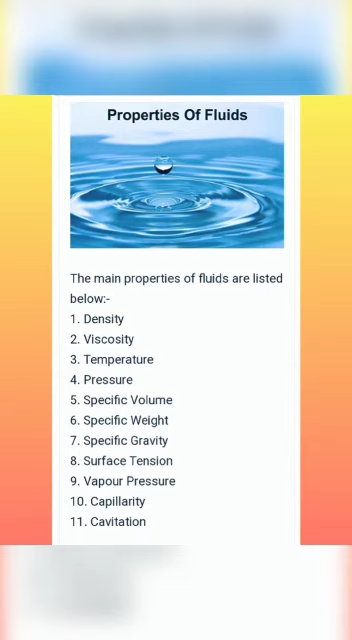 Properties Of Fluids
The main properties of fluids are listed
below:-
1. Density
2. Viscosity
3. Temperature
4. Pressure
5. Specific Volume
6. Specific Weight
7. Specific Gravity
8. Surface Tension
9. Vapour Pressure
10. Capillarity
11. Cavitation